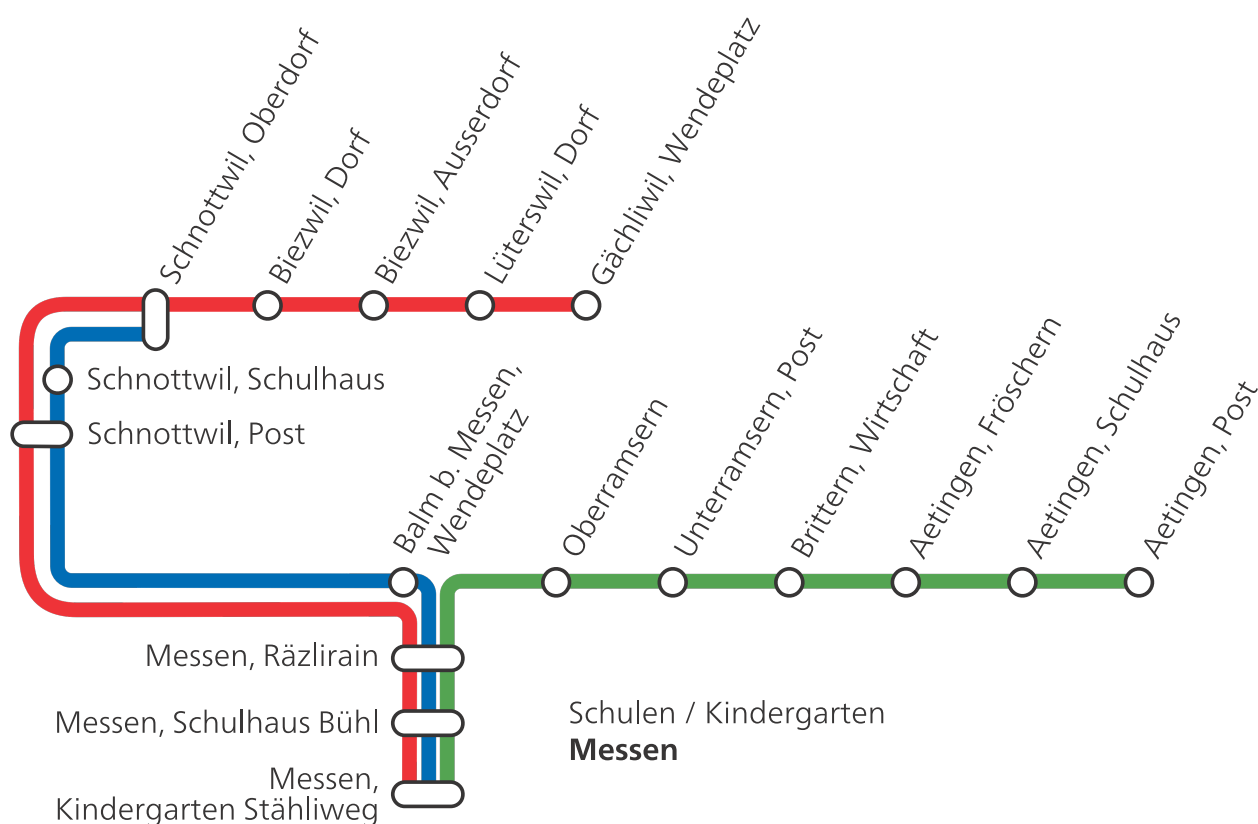 Schnottwil, Oberdorf
Biezwil, Dorf
Biezwil, Ausserdorf
Lüterswil, Dorf
Gächliwil, Wendeplatz
Schnottwil, Schulhaus
Schnottwil, Post
Balm b. Messen,
Wendeplatz
Oberramsern
Unterramsern, Post
Brittern, Wirtschaft
Aetingen, Fröschern
Aetingen, Schulhaus
Aetingen, Post
Messen, Räzlirain
Messen, Schulhaus Bühl
Messen,
Kindergarten Stähliweg
Schulen / Kindergarten
Messen